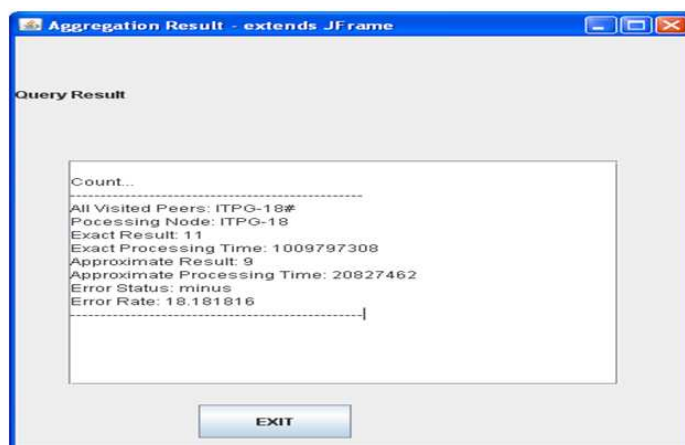 Aggregation Result - extends JFrame
Query Result
Count...
------------------------------------------------
All Visited Peers: ITPG-18#
Pocessing Node: ITPG-18
Exact Result: 11
Exact Processing Time: 1009797308
Approximate Result: 9
Approximate Processing Time: 20827462
Error Status: minus
Error Rate: 18.181816
------------------------------------------------
EXIT